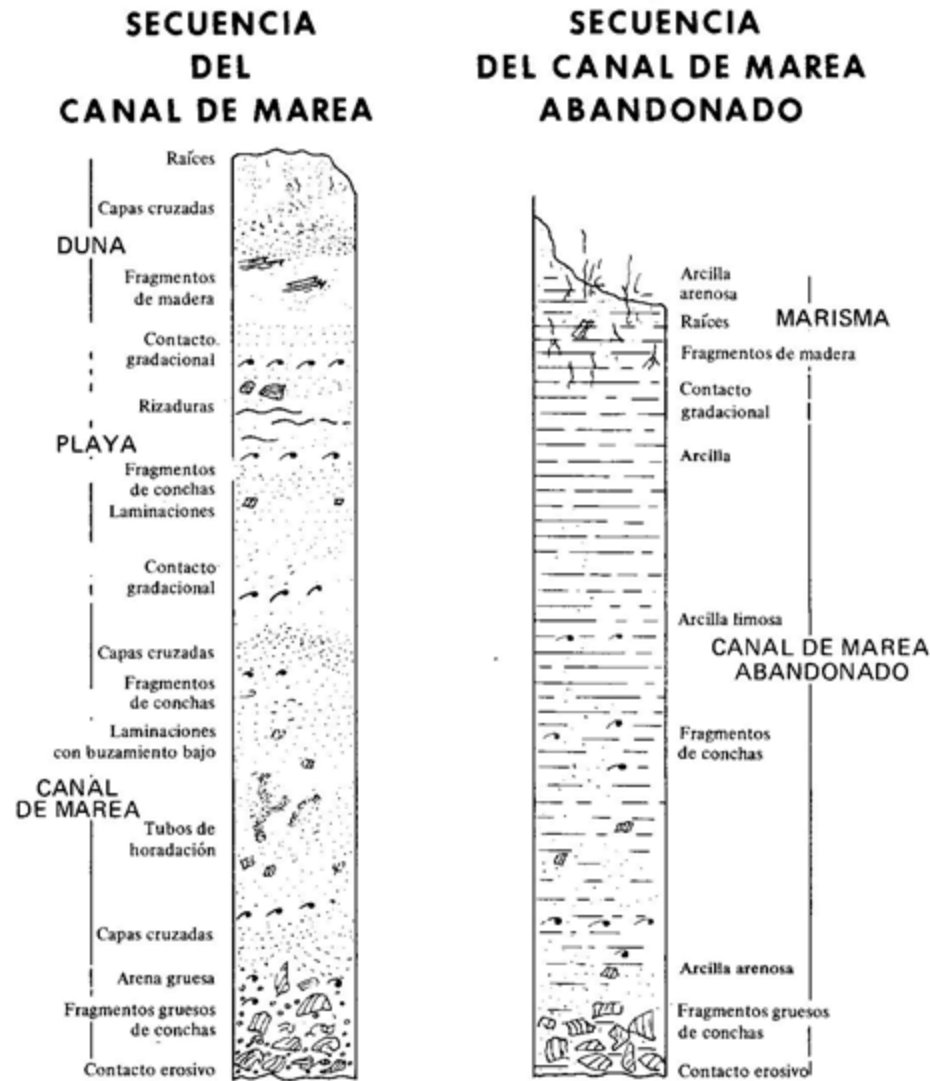 SECUENCIA
DEL
CANAL DE MAREA
Raíces
Capas cruzadas
DUNA
Fragmentos
de madera
Contacto
gradacional
Rizaduras
PLAYA
Fragmentos
de conchas
Laminaciones
Contacto
gradacional
Capas cruzadas
Fragmentos
de conchas
Laminaciones
con buzamiento bajo
CANAL
DE MAREA
Tubos de
horadación
Capas cruzadas
Arena gruesa
Fragmentos gruesos
de conchas
Contacto erosivo
SECUENCIA
DEL CANAL DE MAREA
ABANDONADO
Arcilla
arenosa
Raíces
MARISMA
Fragmentos de madera
Contacto
gradacional
Arcilla
Arcilla limosa
CANAL DE MAREA
ABANDONADO
Fragmentos
de conchas
Arcilla arenosa
Fragmentos gruesos
de conchas
Contacto erosivo